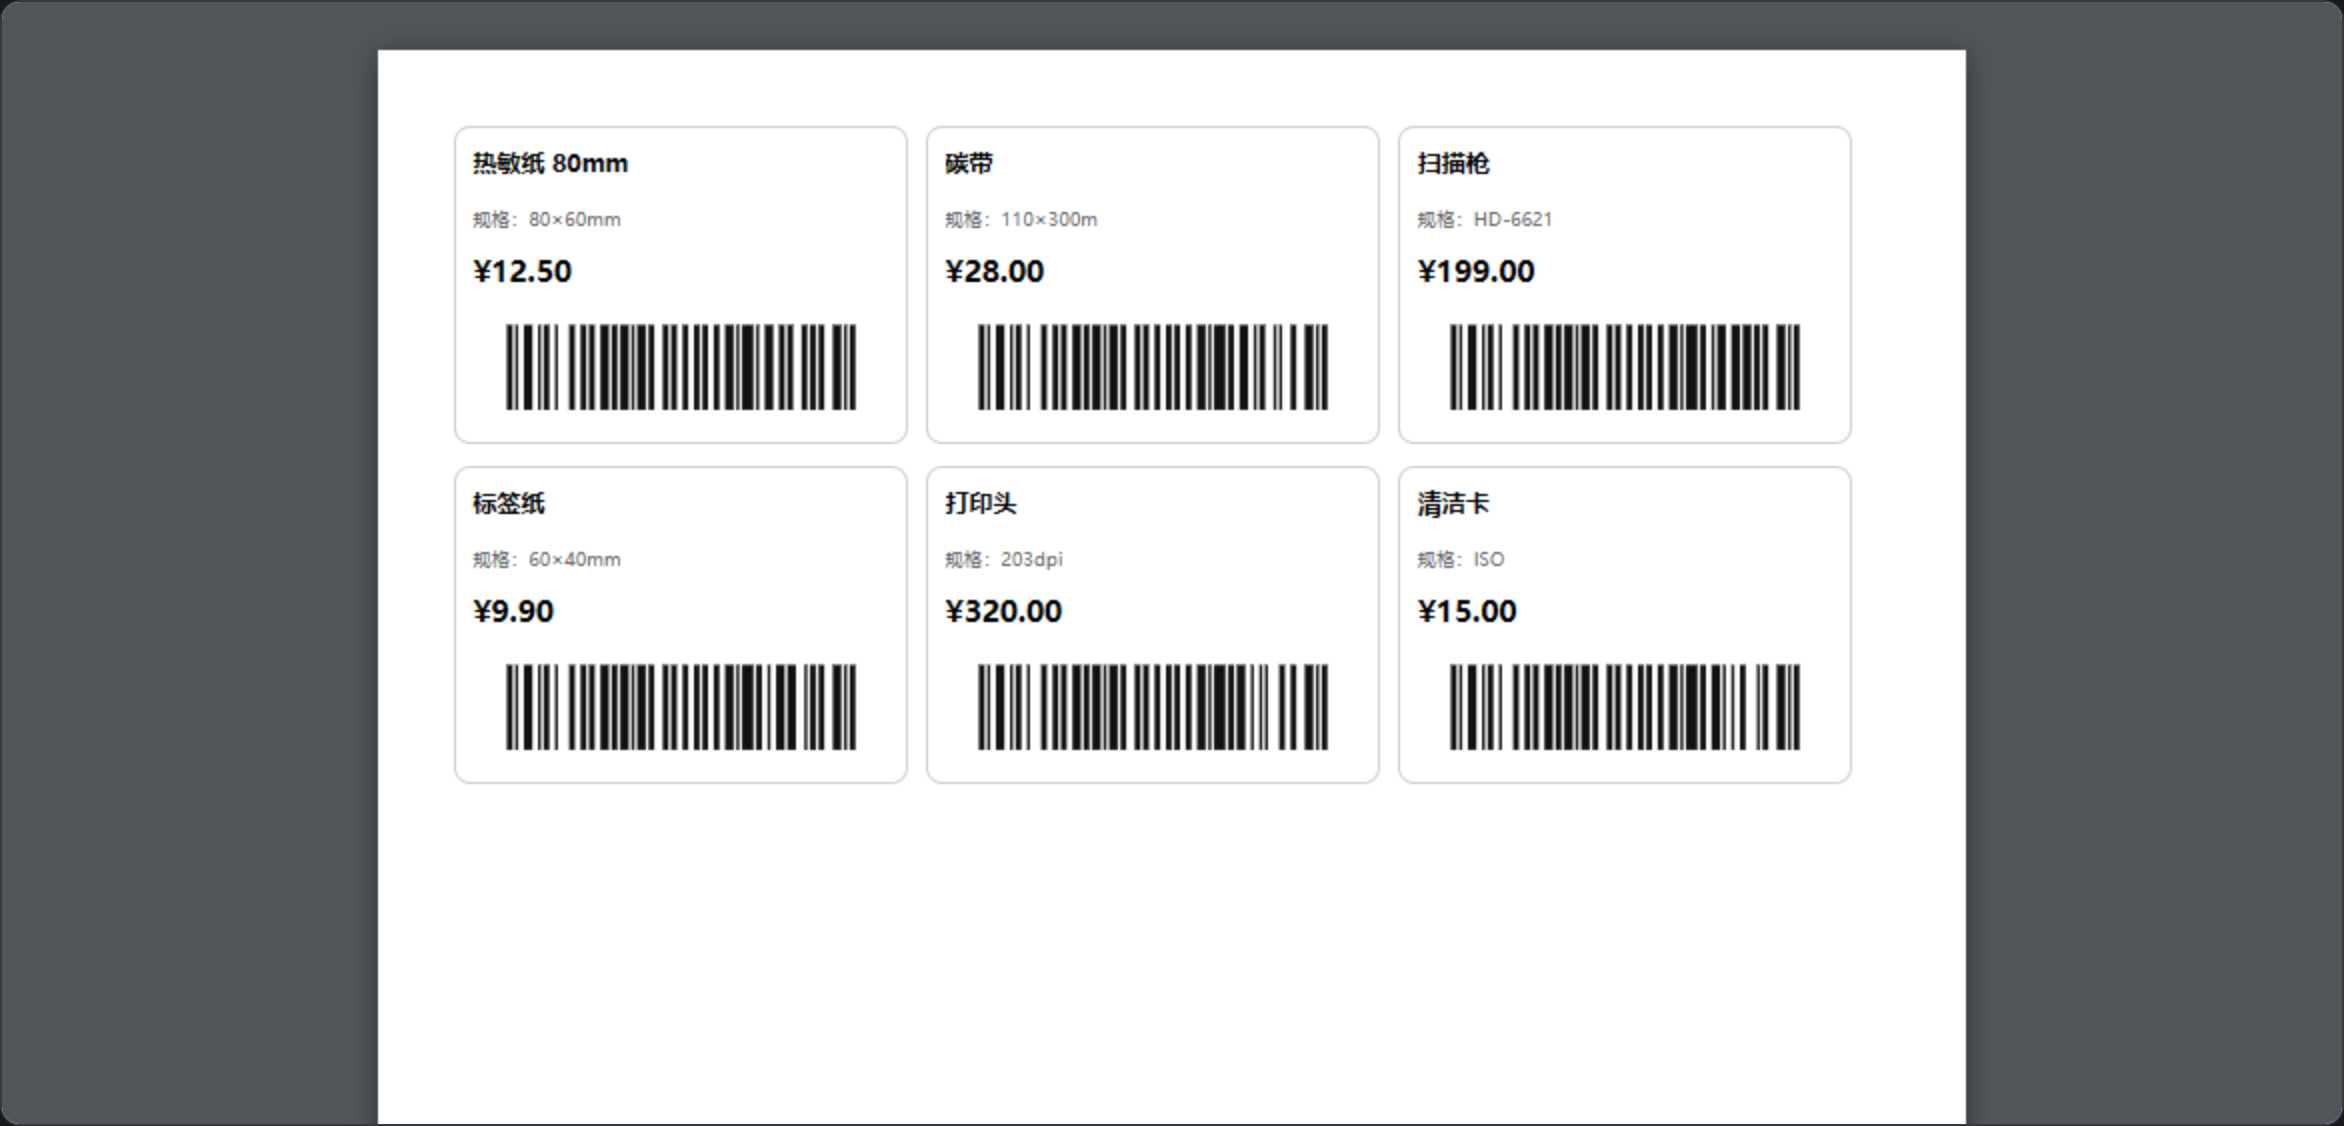 热敏纸 80mm
规格：80×60mm
¥12.50
碳带
规格：110×300m
¥28.00
扫描枪
规格：HD-6621
¥199.00
标签纸
规格：60×40mm
¥9.90
打印头
规格：203dpi
¥320.00
清洁卡
规格：ISO
¥15.00